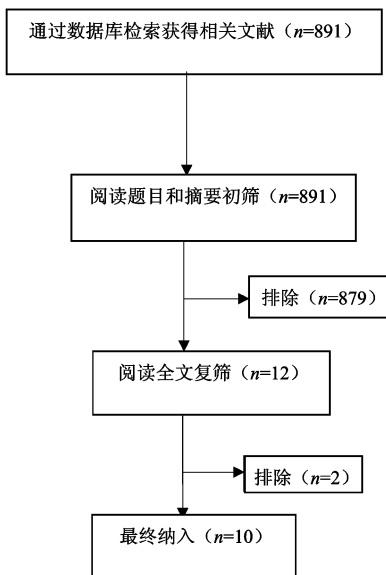 通过数据库检索获得相关文献（n=891）
阅读题目和摘要初筛（n=891）
排除（n=879）
阅读全文复筛（n=12）
排除（n=2）
最终纳入（n=10）